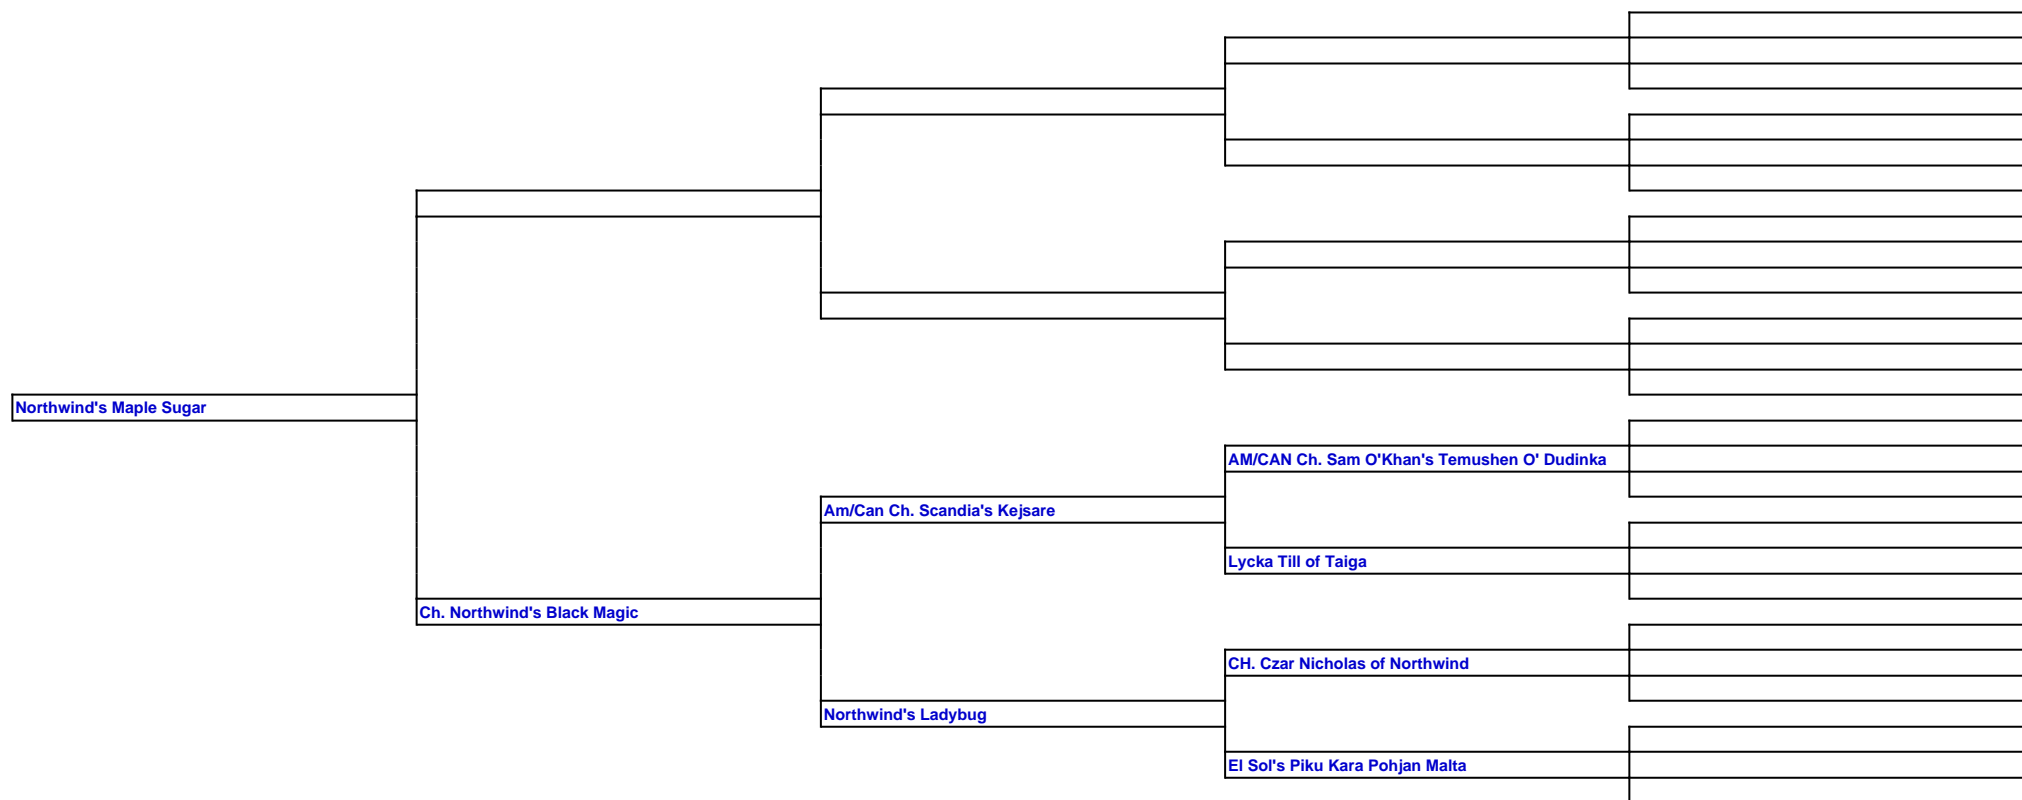 AM/CAN Ch. Sam O'Khan's Temushen O' Dudinka
Am/Can Ch. Scandia's Kejsare
Lycka Till of Taiga
Northwind's Maple Sugar
Ch. Northwind's Black Magic
CH. Czar Nicholas of Northwind
Northwind's Ladybug
El Sol's Piku Kara Pohjan Malta